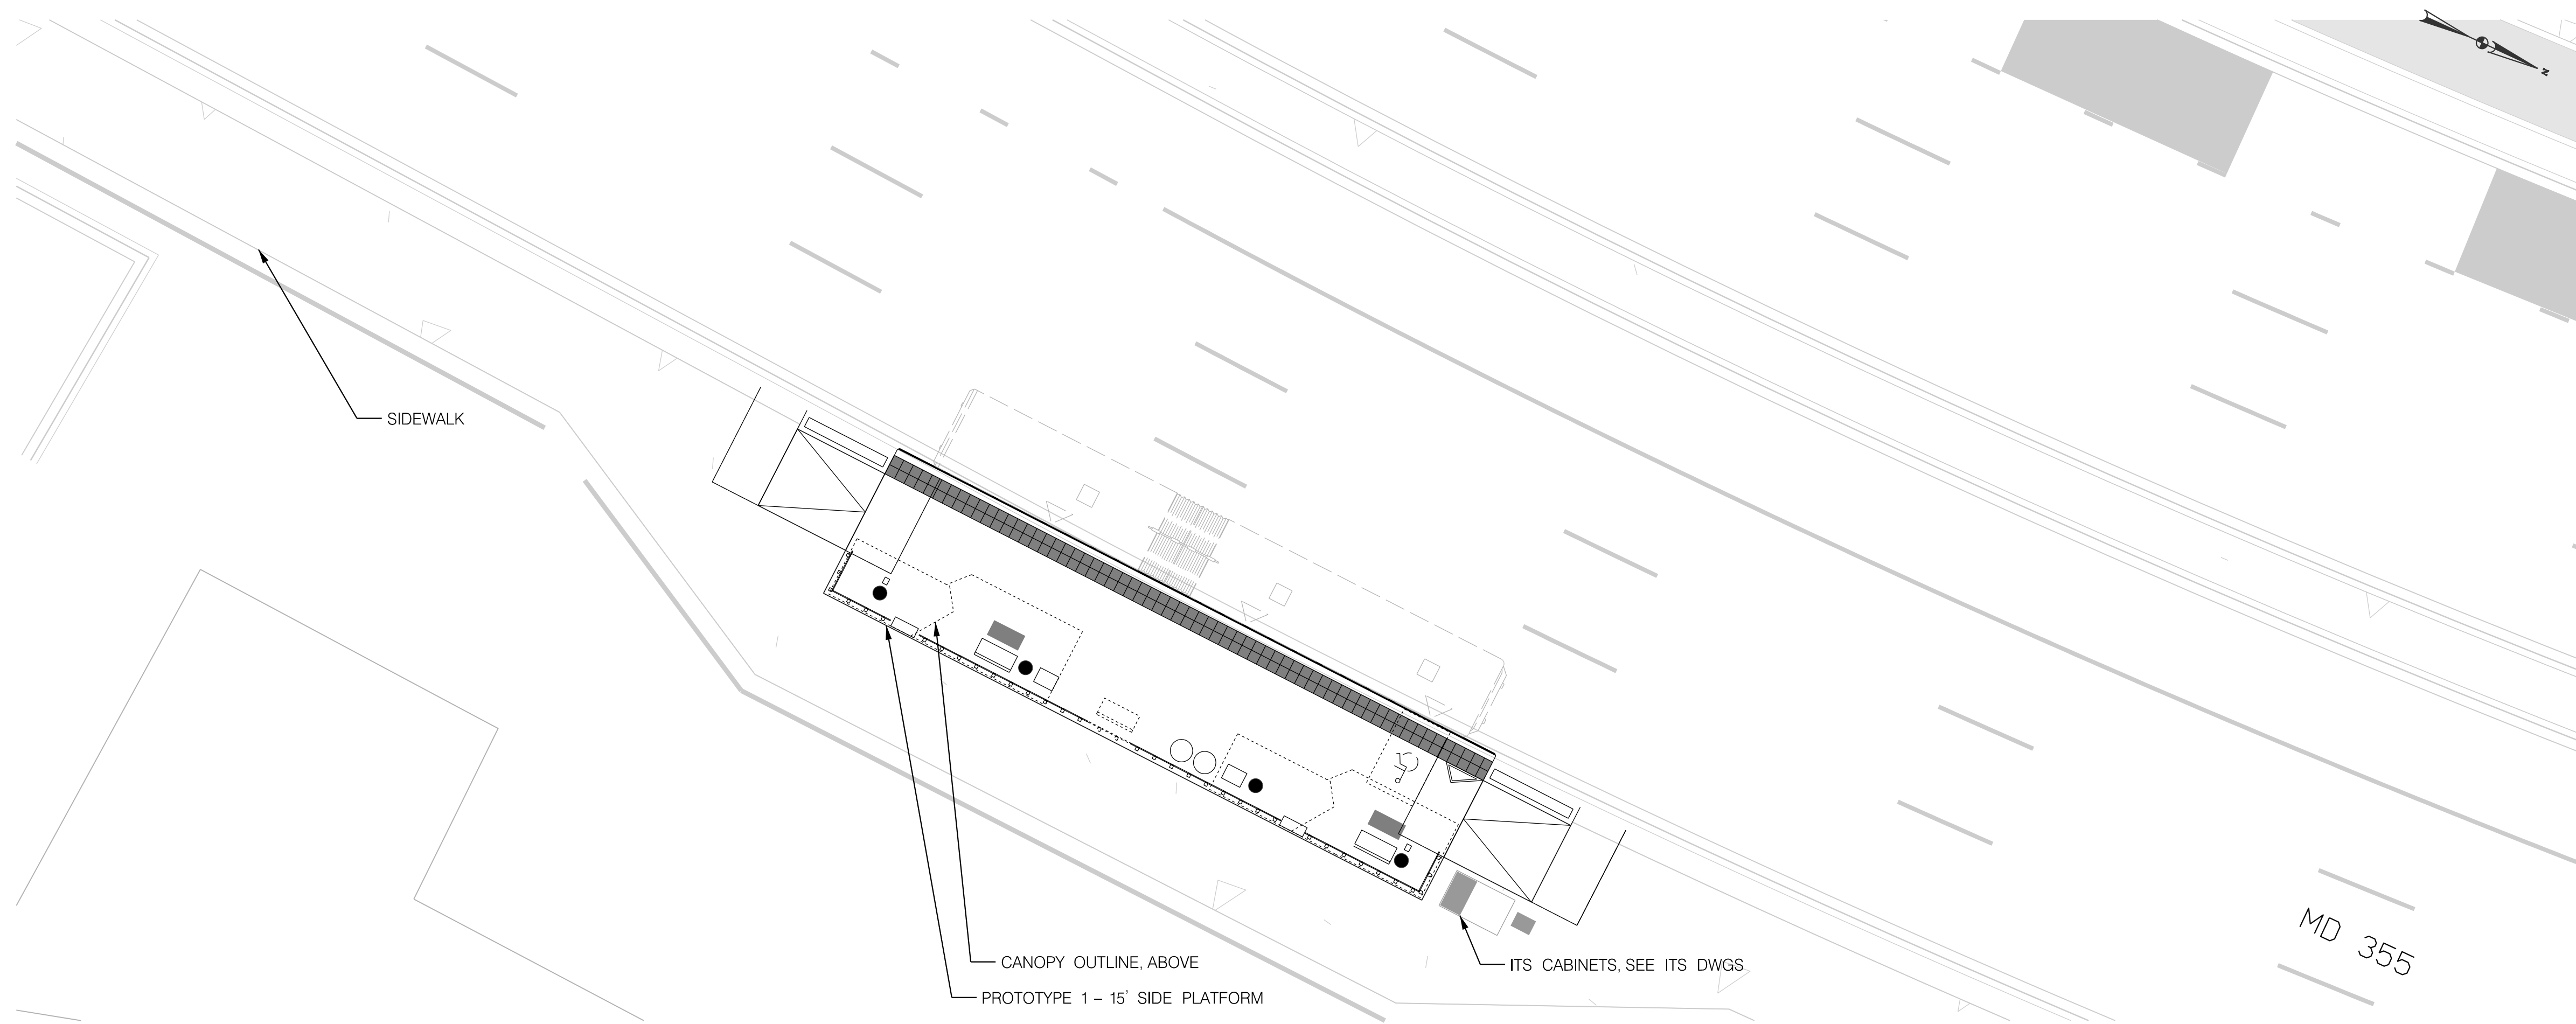 N
SIDEWALK
CANOPY OUTLINE, ABOVE
PROTOTYPE 1 – 15' SIDE PLATFORM
ITS CABINETS, SEE ITS DWGS
MD 355